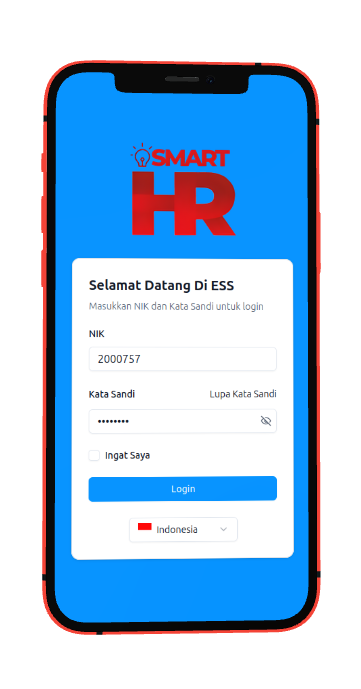 SMART
HR
Selamat Datang Di ESS
Masukkan NIK dan Kata Sandi untuk login
NIK
2000757
Kata Sandi
Lupa Kata Sandi
••••••••
Ingat Saya
Login
Indonesia